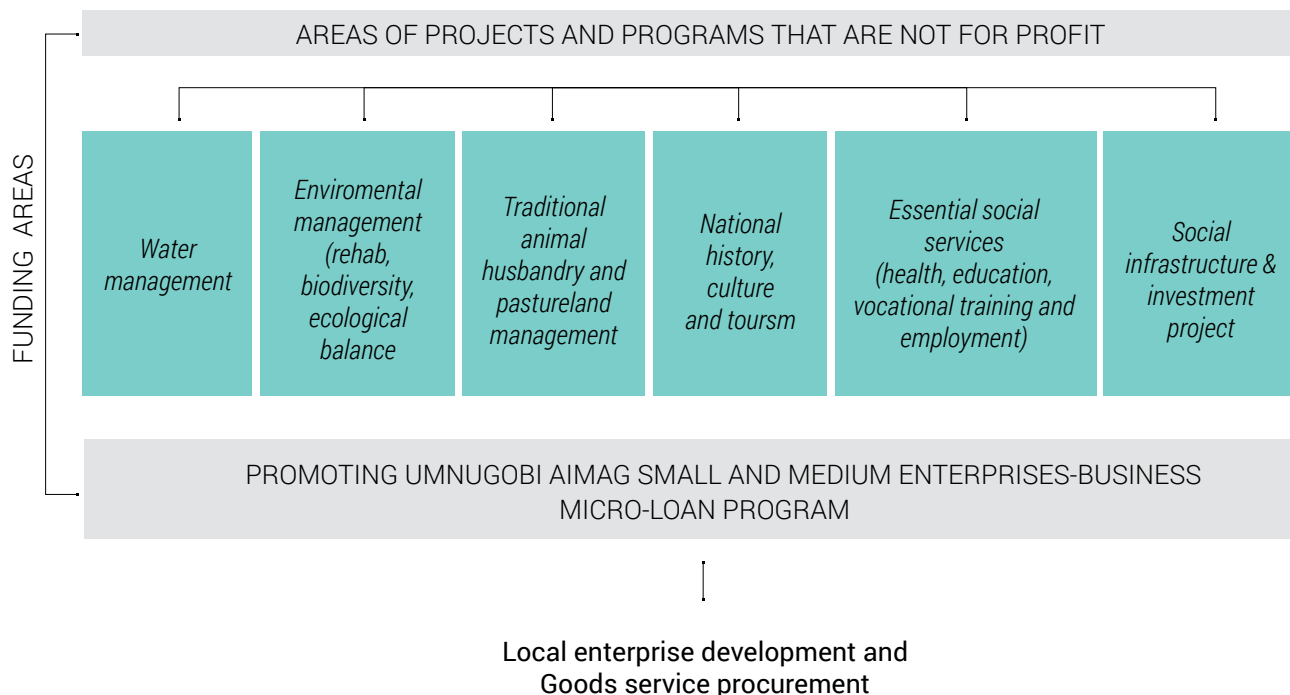 AREAS OF PROJECTS AND PROGRAMS THAT ARE NOT FOR PROFIT
FUNDING AREAS
Water
management
Enviromental
management
(rehab,
biodiversity,
ecological
balance
Traditional
animal
husbandry and
pastureland
management
National
history,
culture
and toursm
Essential social
services
(health, education,
vocational training and
employment)
Social
infrastructure &
investment
project
PROMOTING UMNUGOBI AIMAG SMALL AND MEDIUM ENTERPRISES-BUSINESS
MICRO-LOAN PROGRAM
Local enterprise development and
Goods service procurement